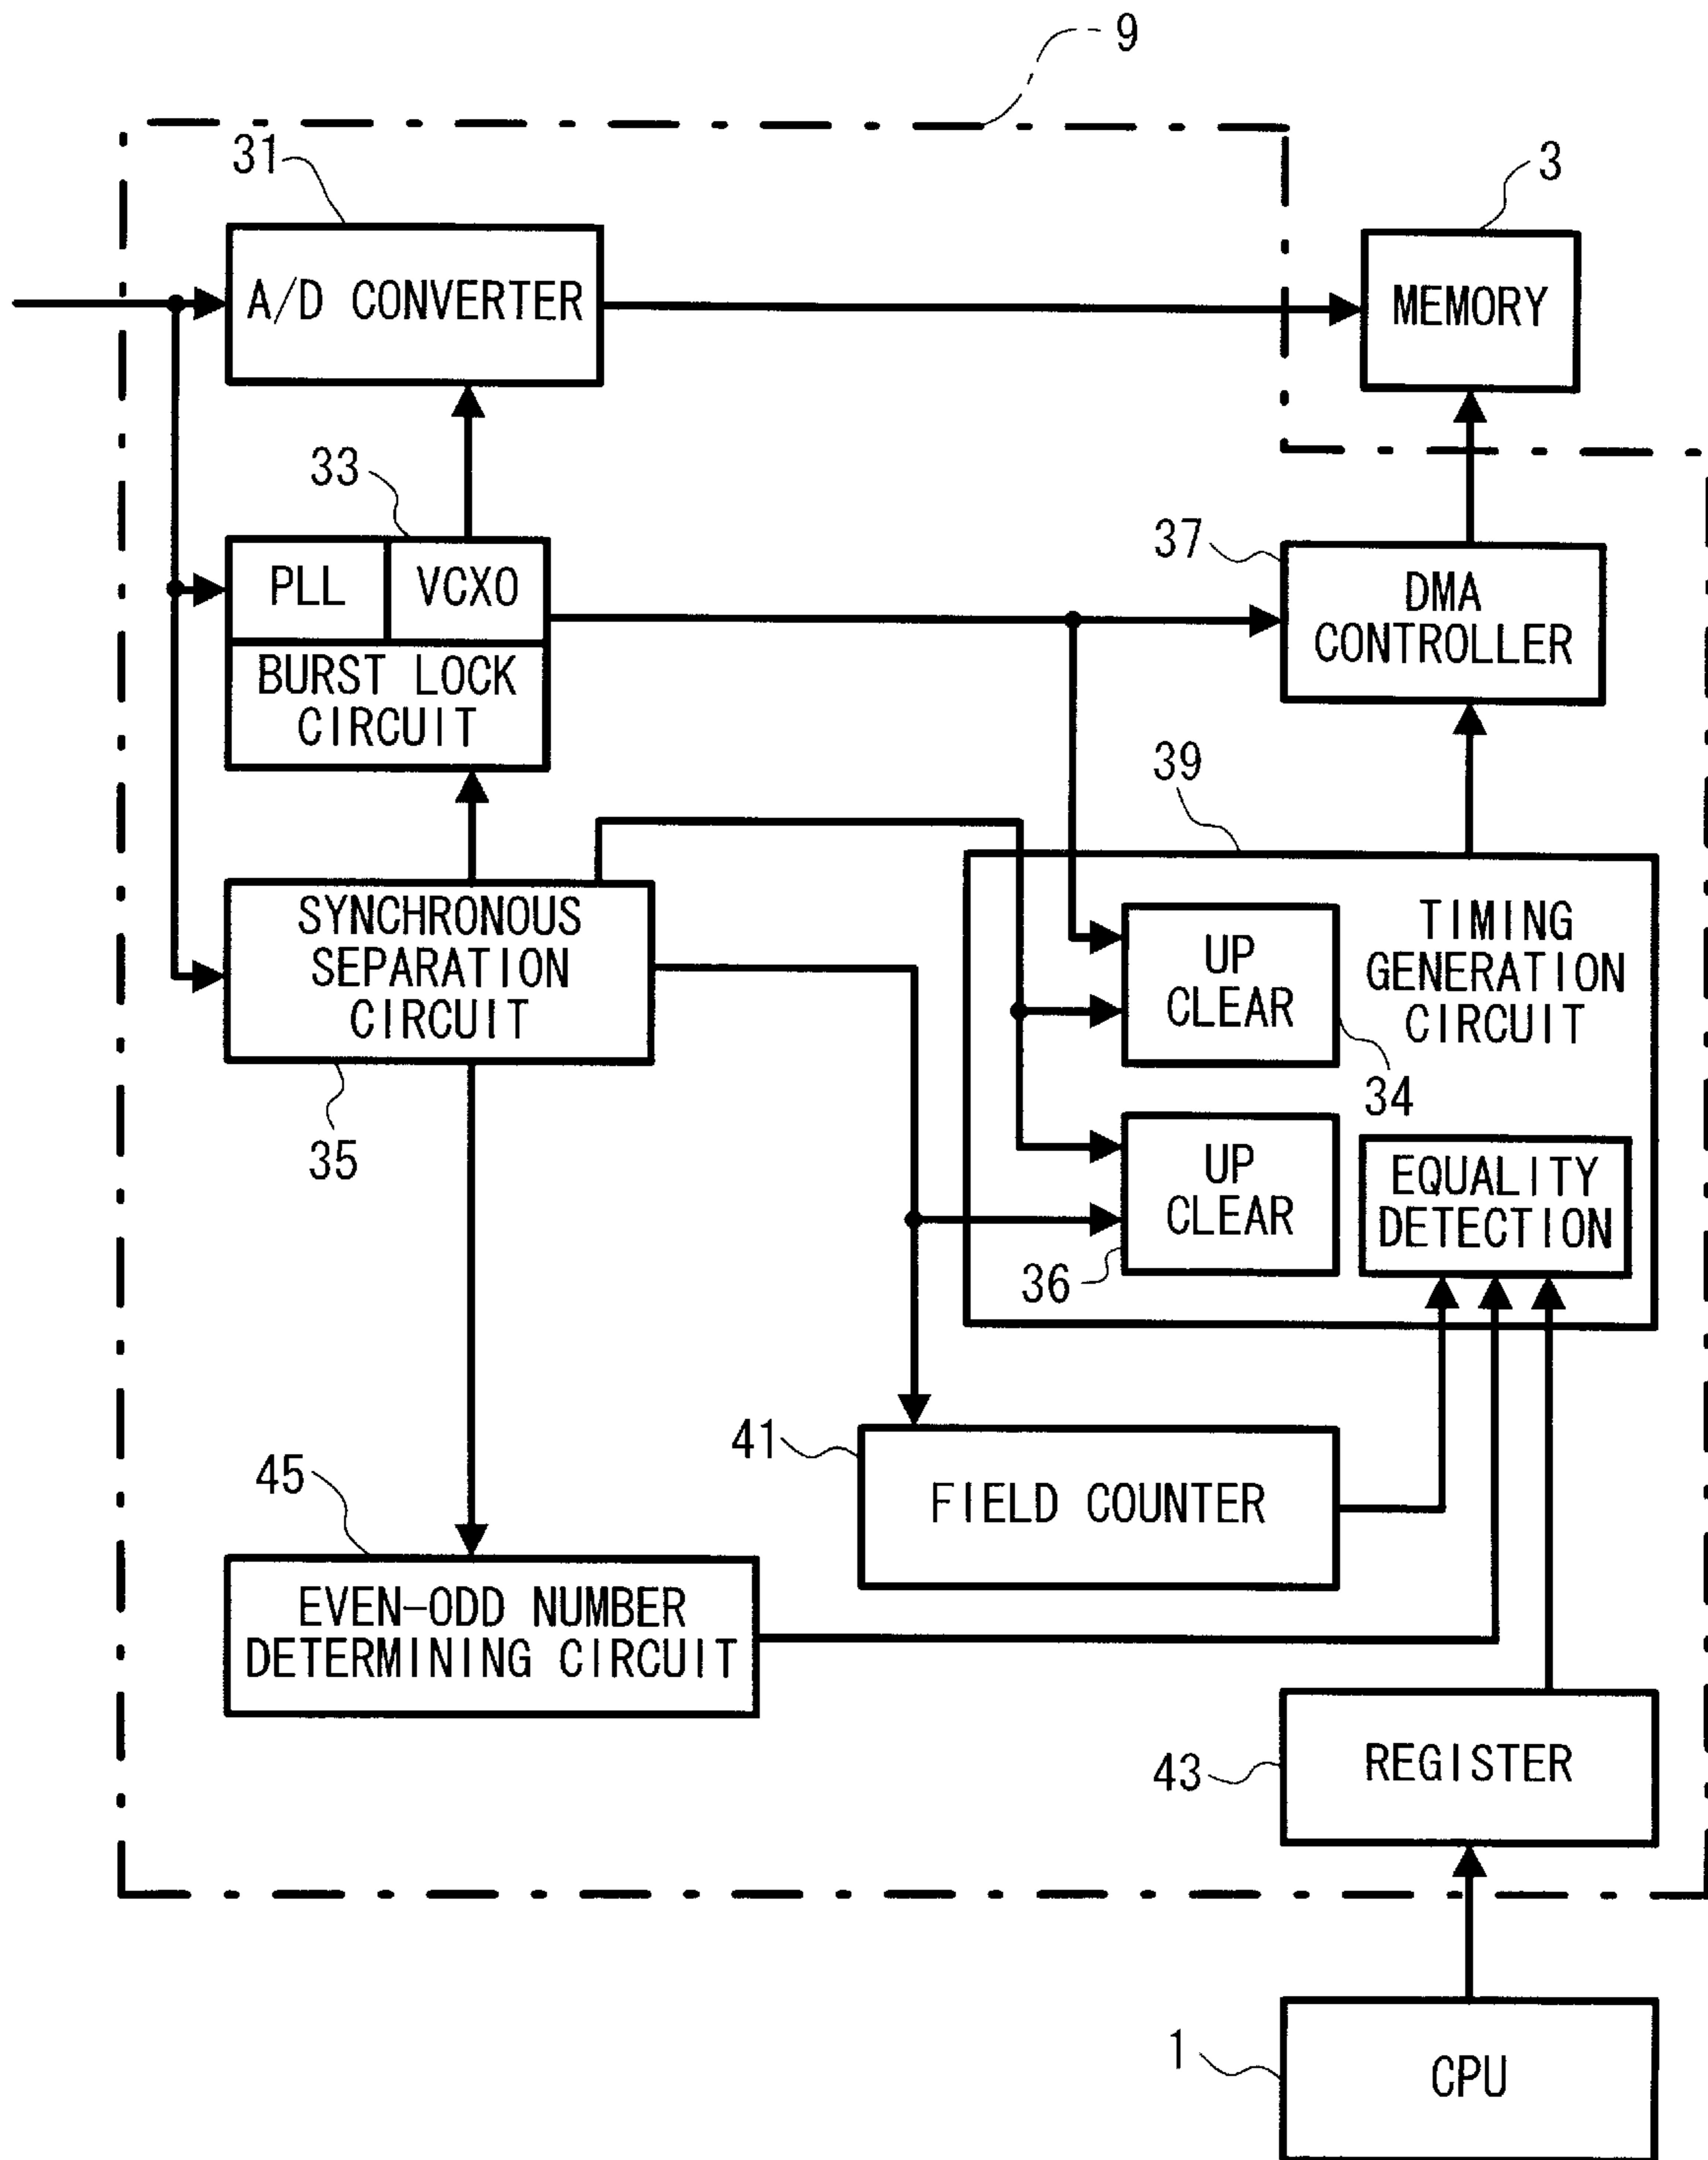 9
31
3
A/D CONVERTER
MEMORY
33
37
PLL
VCXO
DMA
CONTROLLER
BURST LOCK
CIRCUIT
39
SYNCHRONOUS
SEPARATION
CIRCUIT
UP
CLEAR
TIMING
GENERATION
CIRCUIT
34
35
UP
CLEAR
EQUALITY
DETECTION
36
41
FIELD COUNTER
45
EVEN-ODD NUMBER
DETERMINING CIRCUIT
43
REGISTER
1
CPU